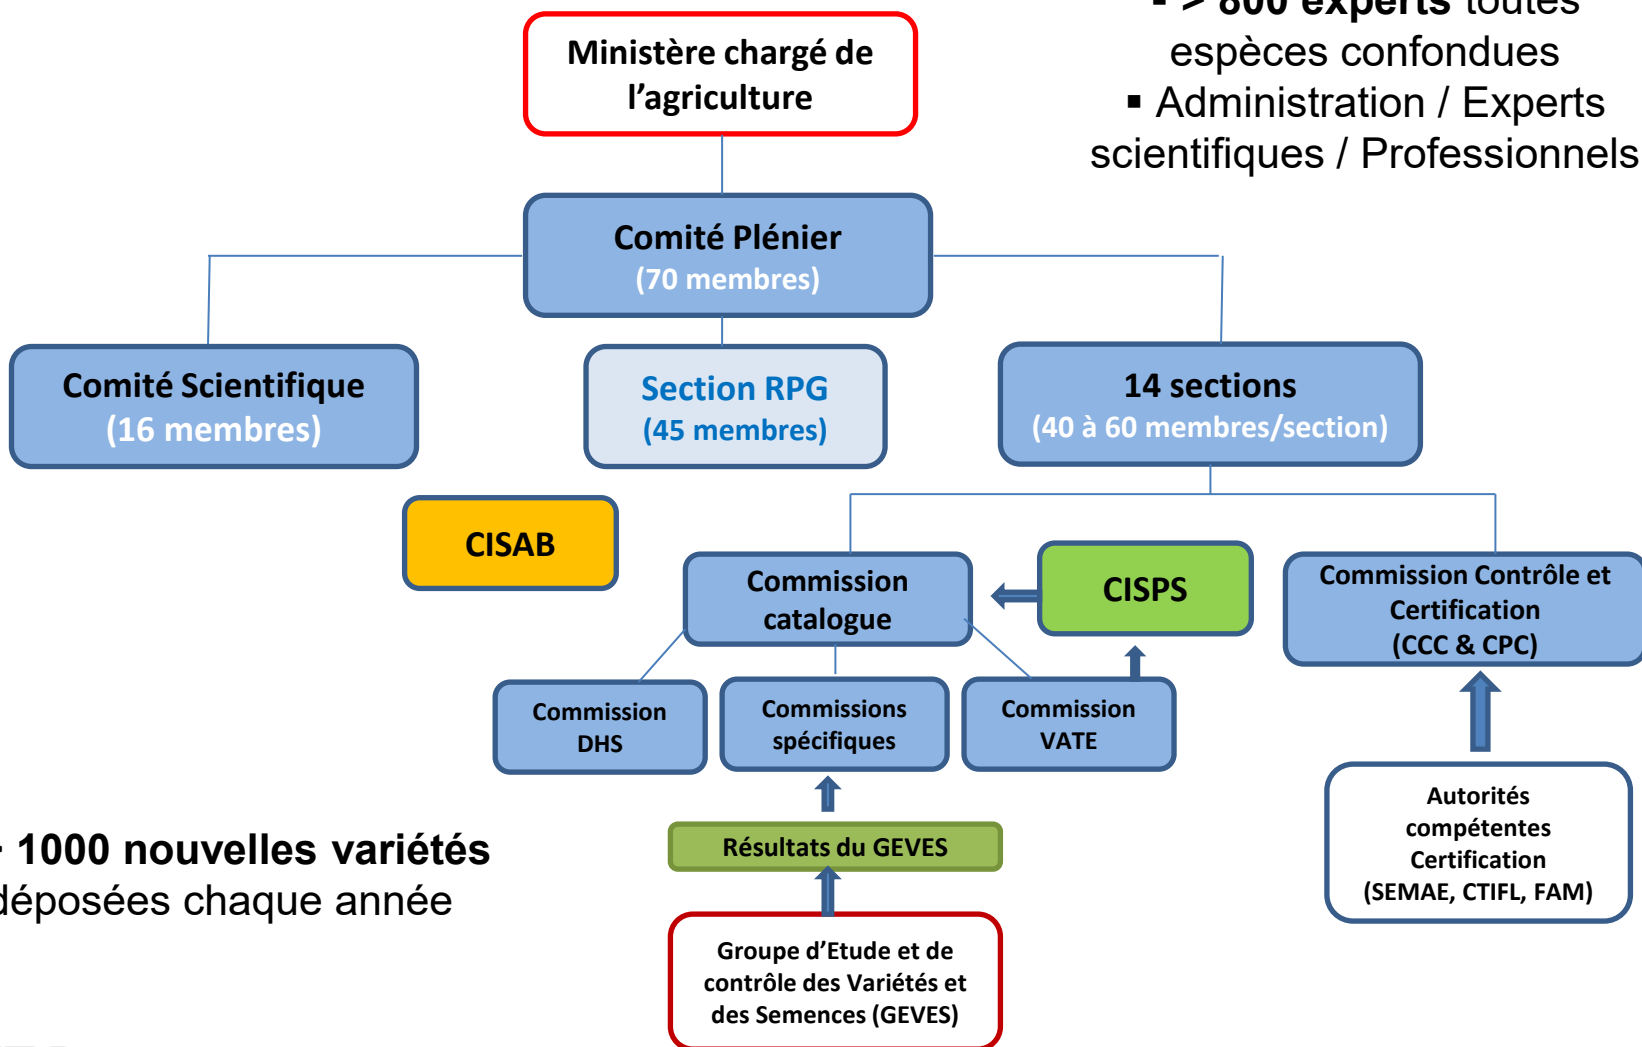 - > 800 experts toutes
espèces confondues
▪ Administration / Experts
scientifiques / Professionnels
Ministère chargé de
l’agriculture
Comité Plénier
(70 membres)
Comité Scientifique
(16 membres)
Section RPG
(45 membres)
14 sections
(40 à 60 membres/section)
CISAB
Commission
catalogue
CISPS
Commission Contrôle et
Certification
(CCC & CPC)
Commission
DHS
Commissions
spécifiques
Commission
VATE
Résultats du GEVES
Autorités
compétentes
Certification
(SEMAE, CTIFL, FAM)
1000 nouvelles variétés
déposées chaque année
Groupe d’Etude et de
contrôle des Variétés et
des Semences (GEVES)